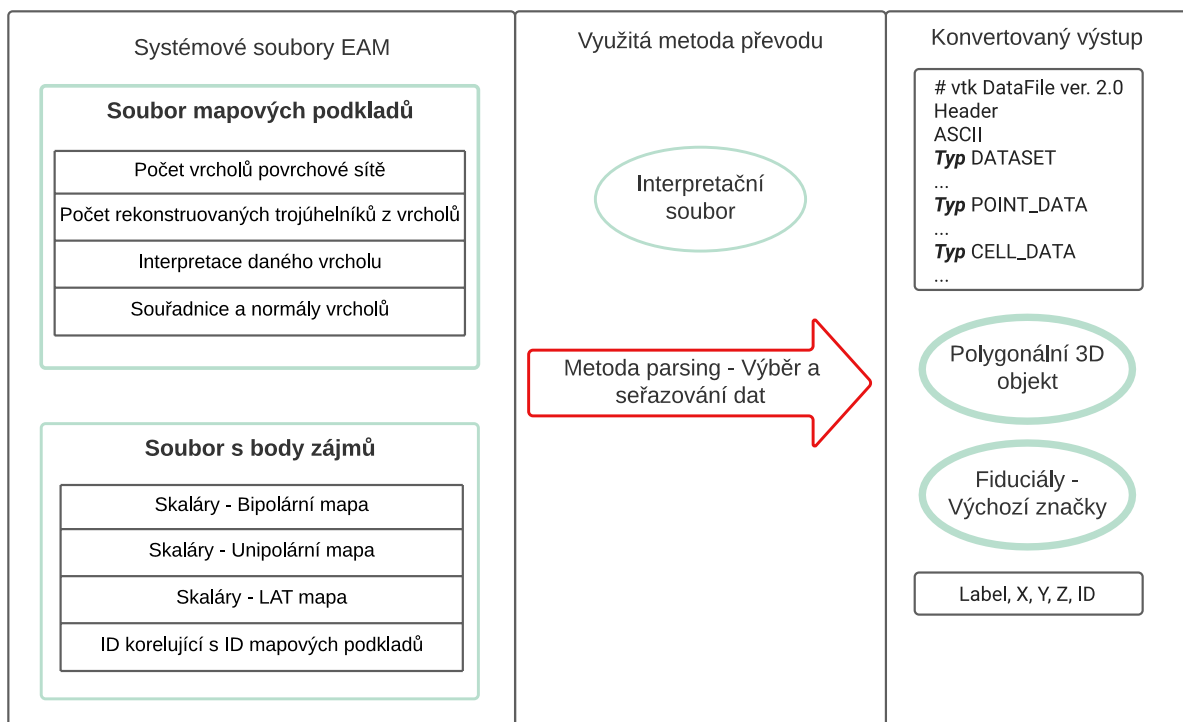 Systémové soubory EAM
Soubor mapových podkladů
Počet vrcholů povrchové sítě
Počet rekonstruovaných trojúhelníků z vrcholů
Interpretace daného vrcholu
Souřadnice a normály vrcholů
Soubor s body zájmů
Skaláry - Bipolární mapa
Skaláry - Unipolární mapa
Skaláry - LAT mapa
ID korelující s ID mapových podkladů
Využitá metoda převodu
Interpretační
soubor
Metoda parsing - Výběr a
seřazování dat
Konvertovaný výstup
# vtk DataFile ver. 2.0
Header
ASCII
Typ DATASET
...
Typ POINT_DATA
...
Typ CELL_DATA
...
Polygonální 3D
objekt
Fiduciály -
Výchozí značky
Label, X, Y, Z, ID